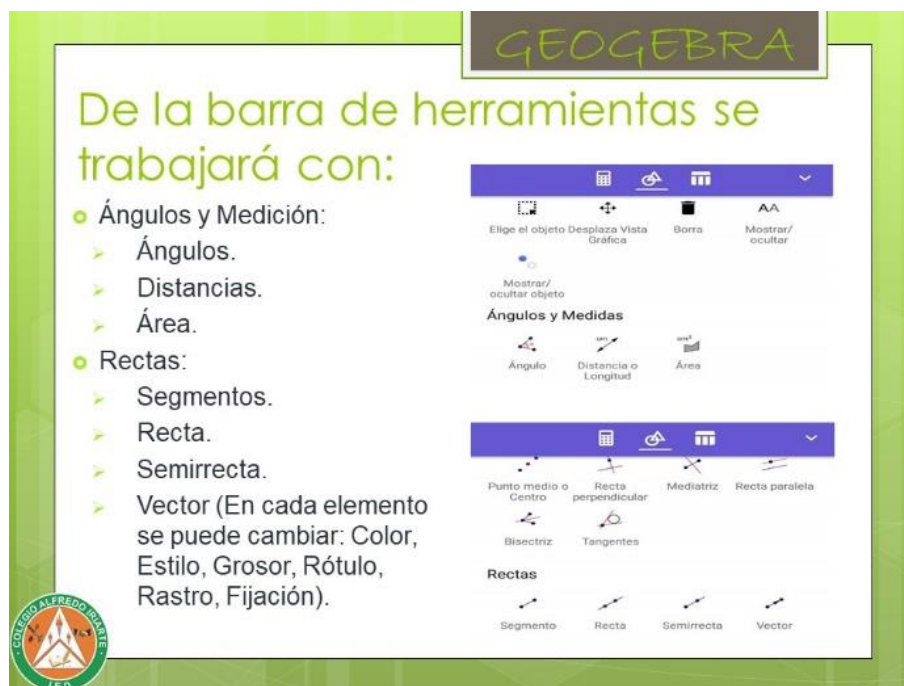 GEOGEBRA
De la barra de herramientas se
trabajará con:
Ángulos y Medición:
Ángulos.
Distancias.
Área.
Rectas:
Segmentos.
Recta.
Semirrecta.
Vector (En cada elemento
se puede cambiar: Color,
Estilo, Grosor, Rótulo,
Rastro, Fijación).
AA
Elige el objeto Desplaza Vista Borra Mostrar/
Gráfica ocultar
Mostrar/
ocultar objeto
Ángulos y Medidas
cm cm²
Ángulo Distancia o Área
Longitud
Punto medio o Recta Mediatriz Recta paralela
Centro perpendicular
Bisectriz Tangentes
Rectas
Segmento Recta Semirrecta Vector
COLEGIO ALFREDO IRIARTE
I.E.D